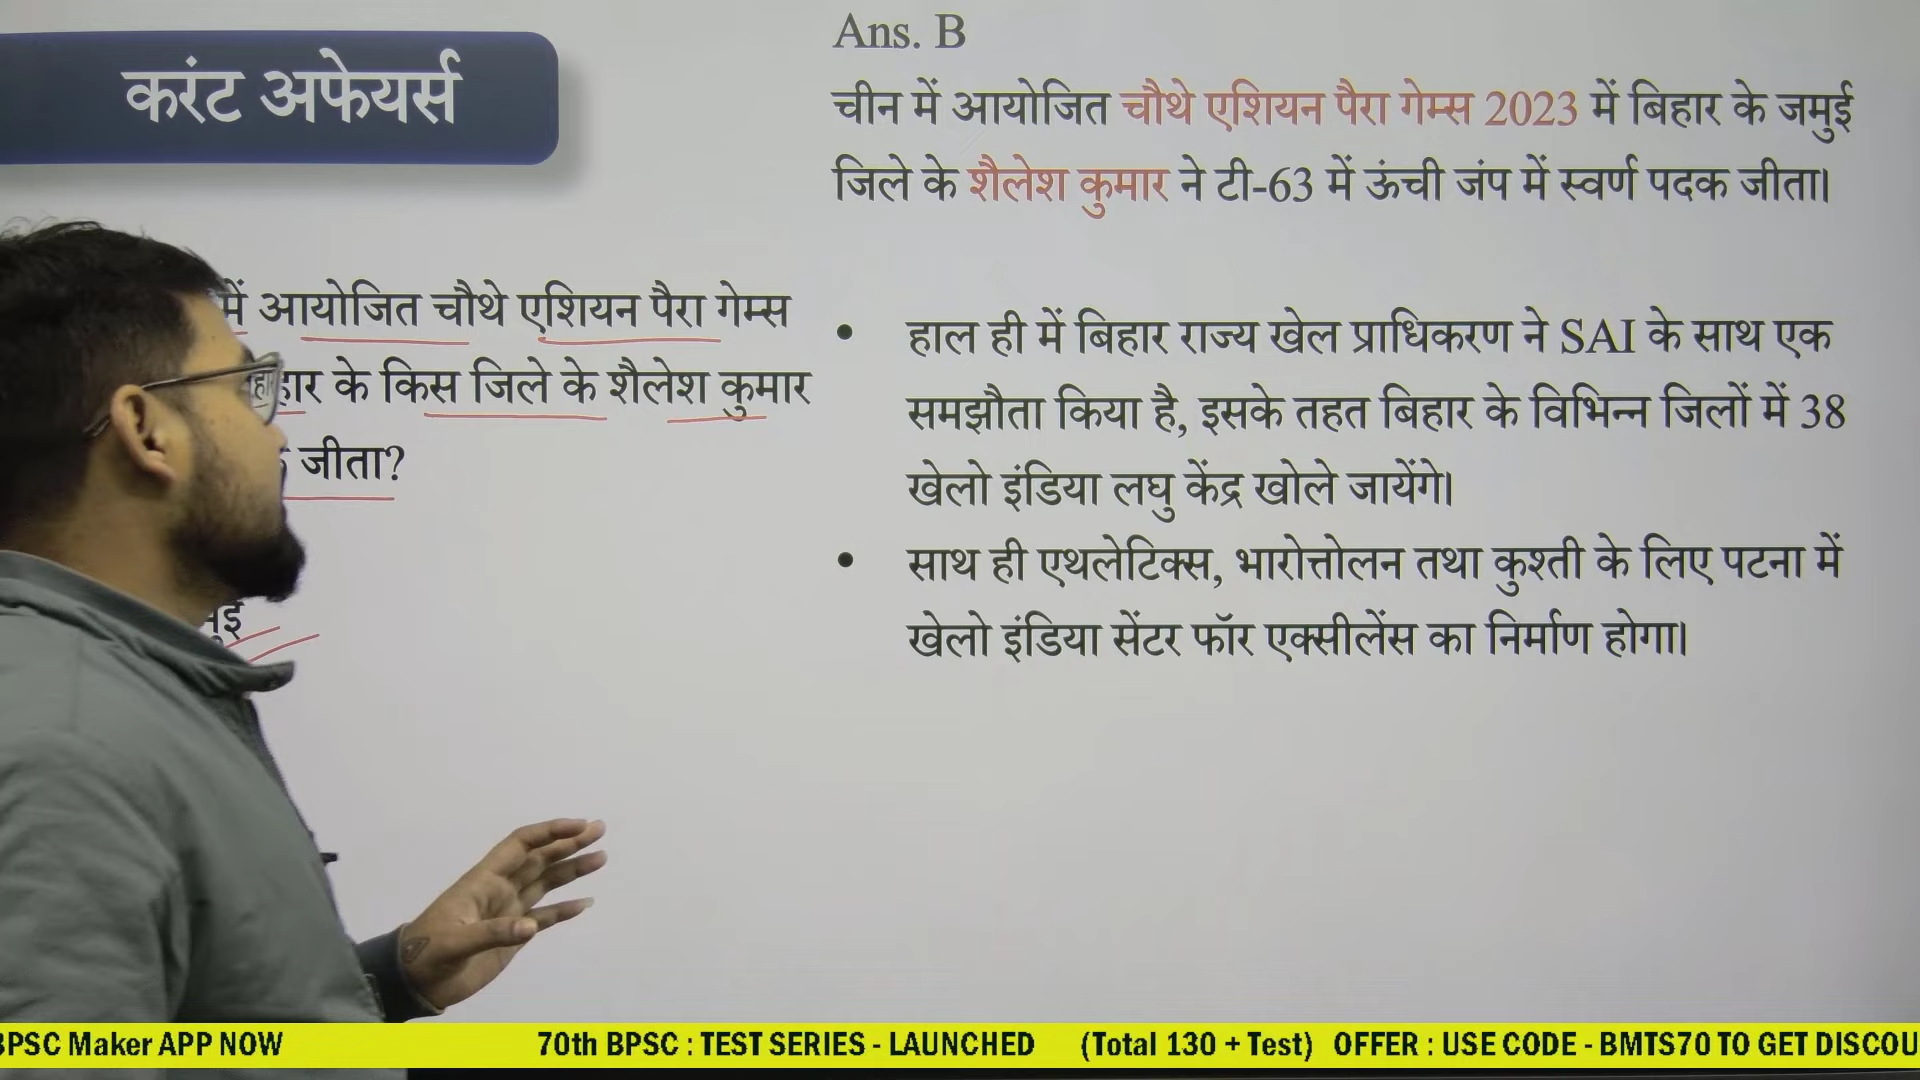 करंट अफेयर्स
में आयोजित चौथे एशियन पैरा गेम्स
के किस जिले के शैलेश कुमार
जीता?
Ans. B
चीन में आयोजित चौथे एशियन पैरा गेम्स 2023 में बिहार के जमुई
जिले के शैलेश कुमार ने टी-63 में ऊंची जंप में स्वर्ण पदक जीता।
• हाल ही में बिहार राज्य खेल प्राधिकरण ने SAI के साथ एक
समझौता किया है, इसके तहत बिहार के विभिन्न जिलों में 38
खेलो इंडिया लघु केंद्र खोले जायेंगे।
• साथ ही एथलेटिक्स, भारोत्तोलन तथा कुश्ती के लिए पटना में
खेलो इंडिया सेंटर फॉर एक्सीलेंस का निर्माण होगा।
BPSC Maker APP NOW 70th BPSC : TEST SERIES - LAUNCHED (Total 130 + Test) OFFER : USE CODE - BMTS70 TO GET